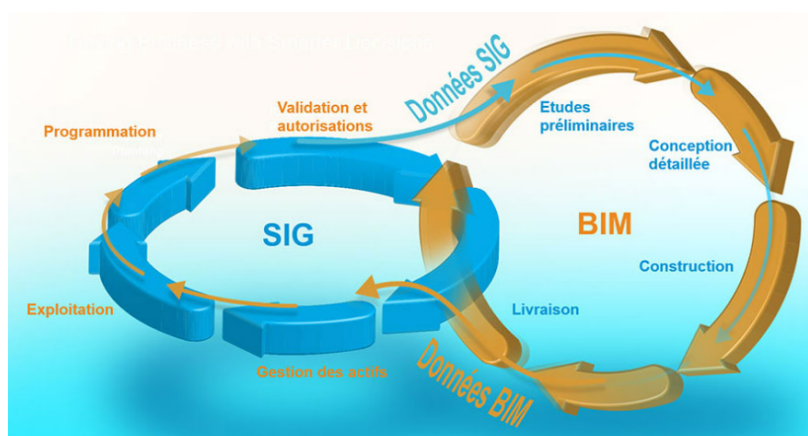 Données SIG
Validation et
autorisations
Programmation
Etudes
préliminaires
Conception
détaillée
SIG
BIM
Construction
Exploitation
Livraison
Gestion des actifs
Données BIM